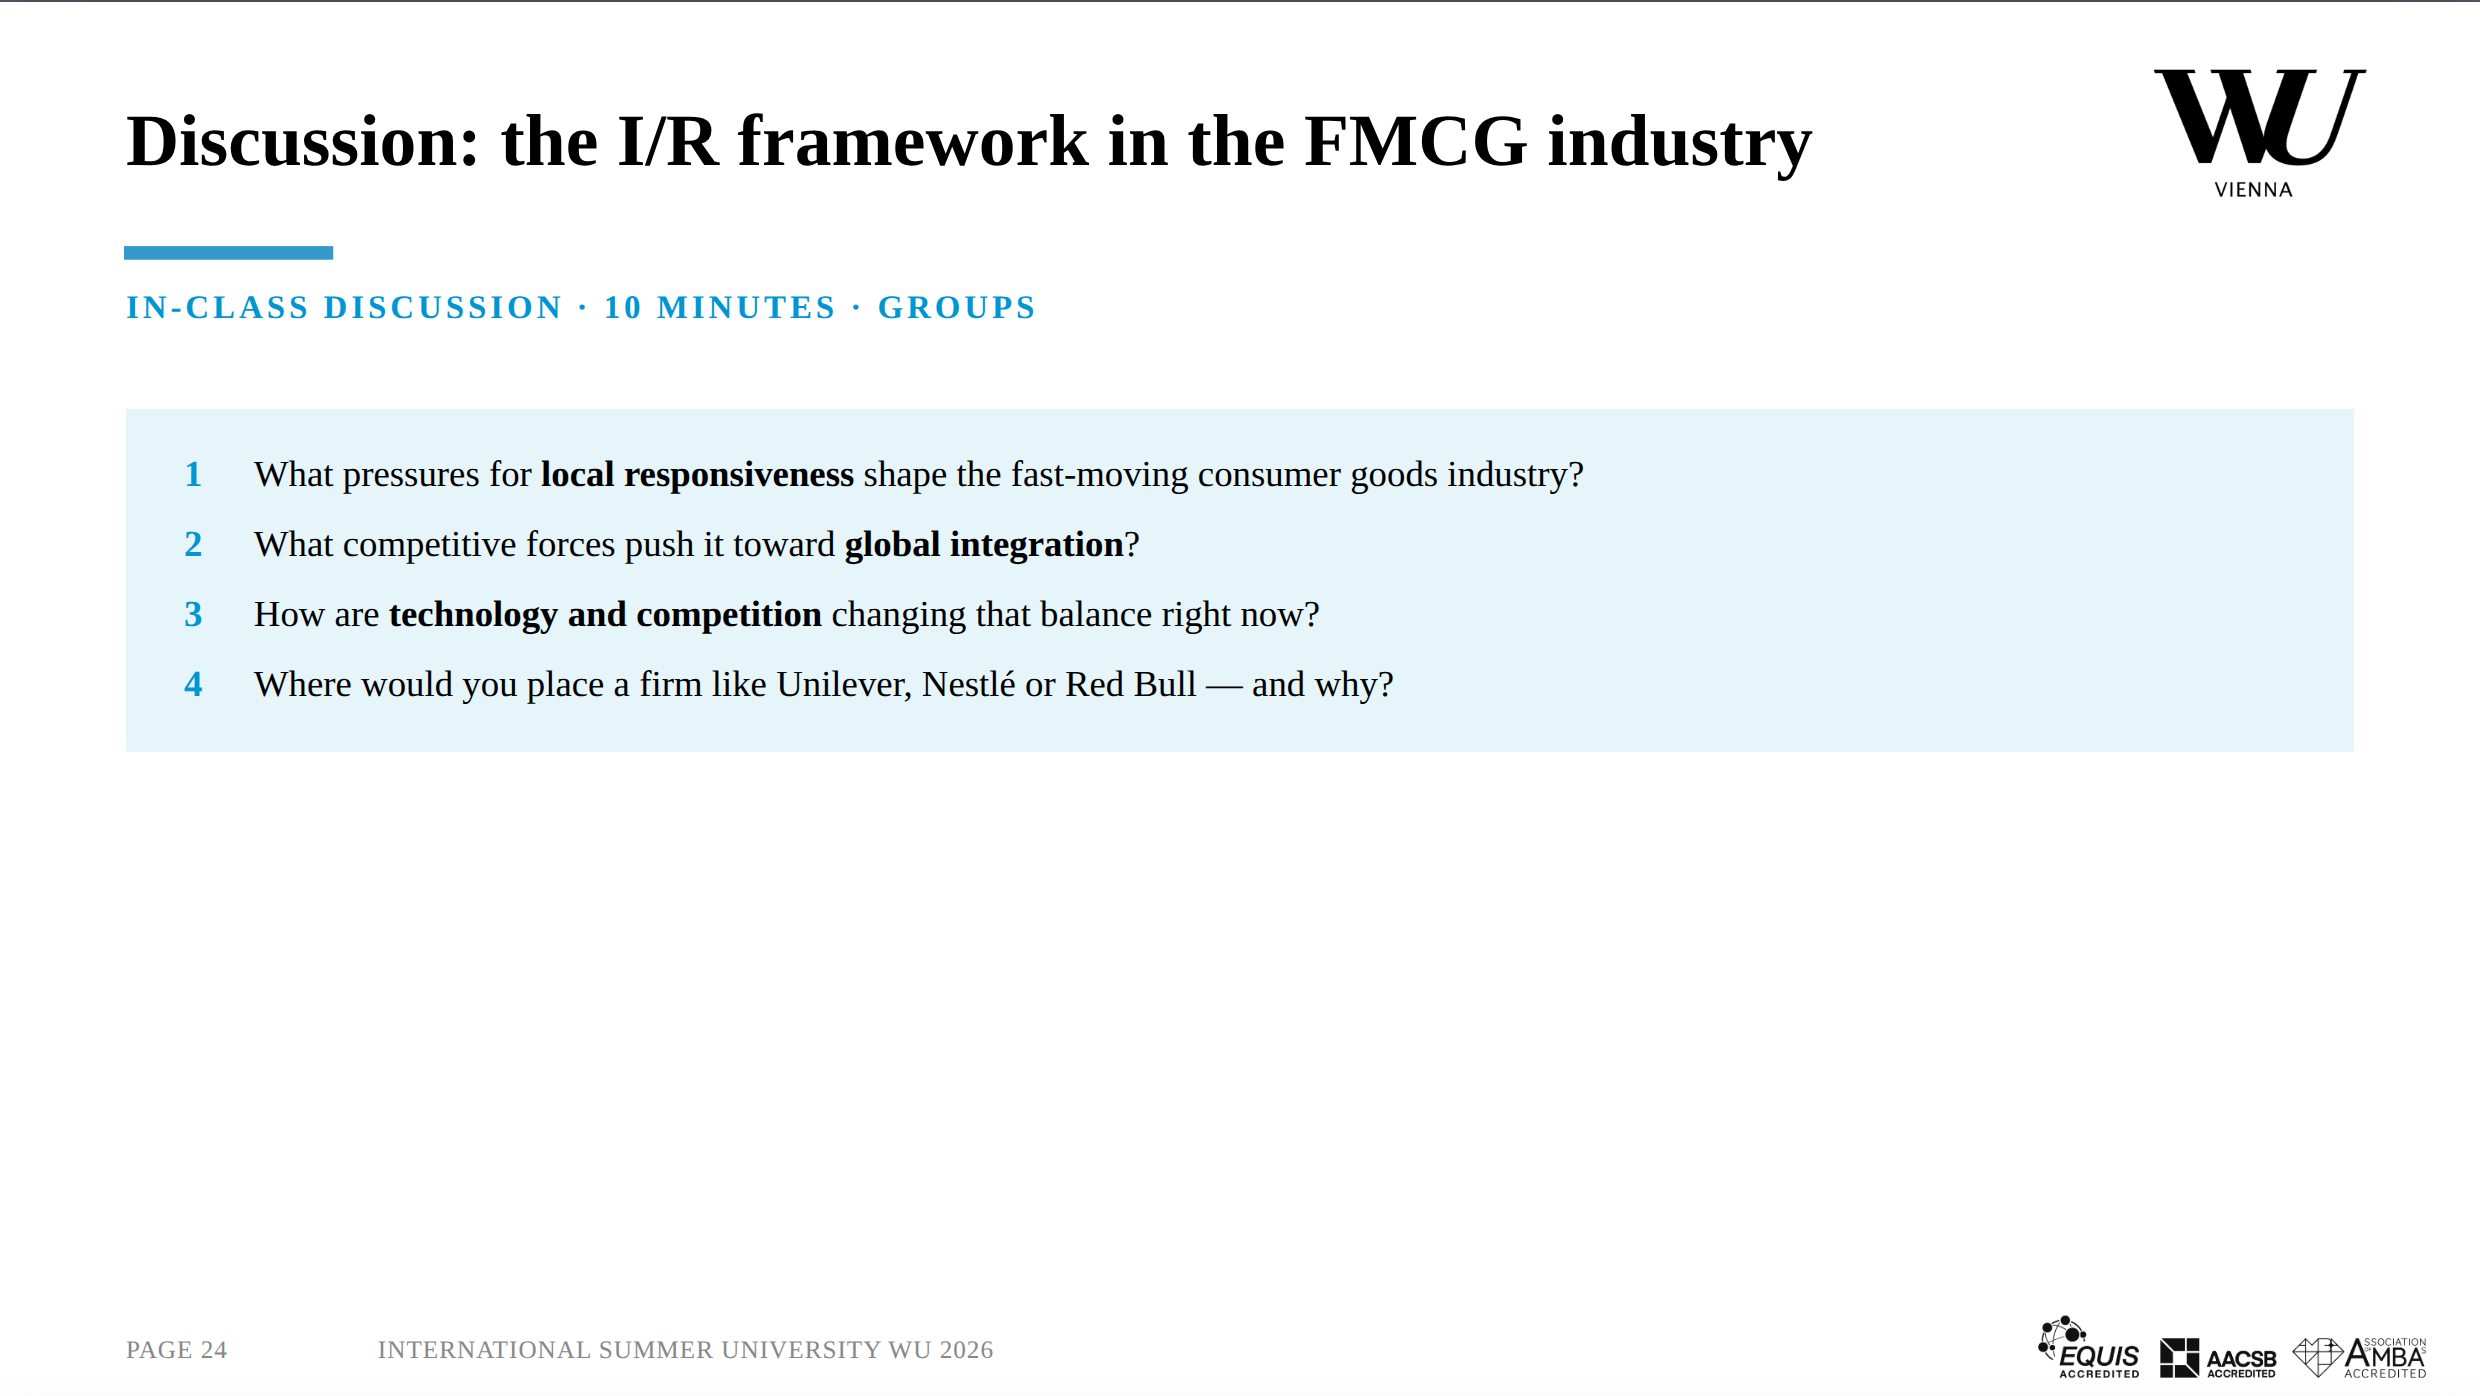 Discussion: the I/R framework in the FMCG industry
WU
VIENNA
IN-CLASS DISCUSSION · 10 MINUTES · GROUPS
1 What pressures for local responsiveness shape the fast-moving consumer goods industry?
2 What competitive forces push it toward global integration?
3 How are technology and competition changing that balance right now?
4 Where would you place a firm like Unilever, Nestlé or Red Bull — and why?
PAGE 24 INTERNATIONAL SUMMER UNIVERSITY WU 2026
EQUIS
ACCREDITED
AACSB
ACCREDITED
ASSOCIATION
OF
AMBAS
ACCREDITED